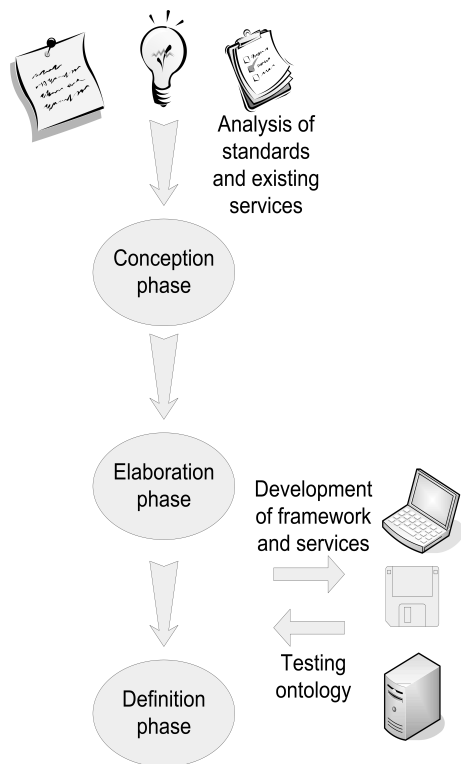 Analysis of
standards
and existing
services
Conception
phase
Elaboration
phase
Development
of framework
and services
Testing
ontology
Definition
phase